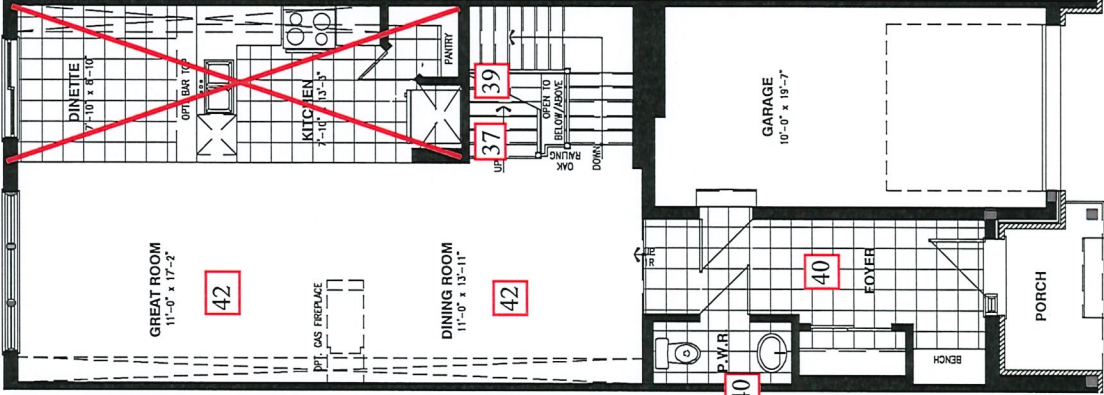 DINETTE
7'-10" x 8'-10"
OPT. BAR TOP
KITCHEN
7'-10" x 13'-3"
PANTRY
39
37
OPEN TO
BELOW/ABOVE
UP
OAK
RAILING
DOWN
GARAGE
10'-0" x 19'-7"
GREAT ROOM
11'-0" x 17'-2"
42
OPT. GAS FIREPLACE
DINING ROOM
11'-0" x 13'-11"
42
UP
1R
40
FOYER
P.W.R
40
BENCH
PORCH